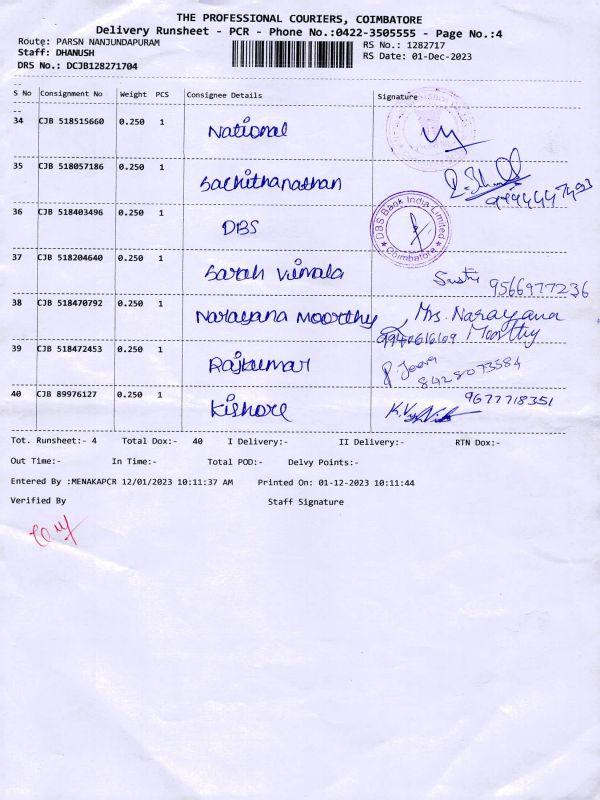 THE PROFESSIONAL COURIERS, COIMBATORE
Delivery Runsheet - PCR - Phone No.:0422-3505555 - Page No.:4
Route: PARSN NANJUNDAPURAM RS No.: 1282717
Staff: DHANUSH RS Date: 01-Dec-2023
DRS No.: DCJB128271704
S No Consignment No Weight PCS Consignee Details Signature
34 CJB 518515660 0.250 1 National
35 CJB 518057186 0.250 1 Sachithanathan
36 CJB 518403496 0.250 1 DBS DBS Bank India Limited Coimbatore
37 CJB 518204640 0.250 1 Sarah Vimala 9566977236
38 CJB 518470792 0.250 1 Narayana Moorthy Mrs. Narayana
Moorthy
39 CJB 518472453 0.250 1 Rajkumar
8428073584
40 CJB 89976127 0.250 1 Kishore 9677718351
Tot. Runsheet:- 4 Total Dox:- 40 I Delivery:- II Delivery:- RTN Dox:-
Out Time:- In Time:- Total POD:- Delvy Points:-
Entered By :MENAKAPCR 12/01/2023 10:11:37 AM Printed On: 01-12-2023 10:11:44
Verified By Staff Signature